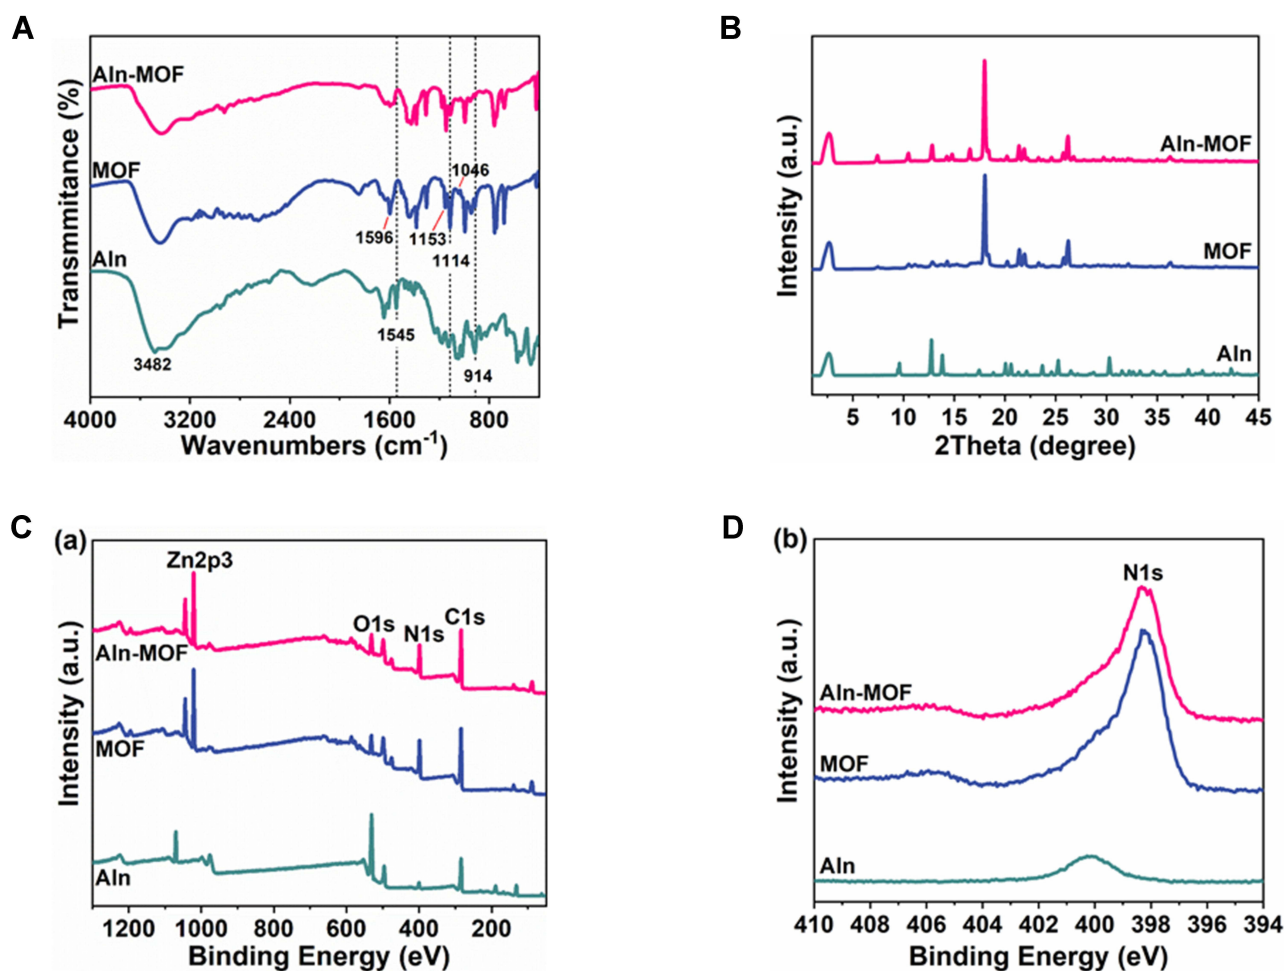 A
Aln-MOF
MOF
1046
1596
1153
1114
Aln
3482
1545
914
Transmmitance (%)
4000 3200 2400 1600 800
Wavenumbers (cm-1)
B
Aln-MOF
MOF
Aln
Intensity (a.u.)
5 10 15 20 25 30 35 40 45
2Theta (degree)
C
(a)
Zn2p3
O1s
N1s
C1s
Aln-MOF
MOF
Aln
Intensity (a.u.)
1200 1000 800 600 400 200
Binding Energy (eV)
D
(b)
N1s
Aln-MOF
MOF
Aln
Intensity (a.u.)
410 408 406 404 402 400 398 396 394
Binding Energy (eV)